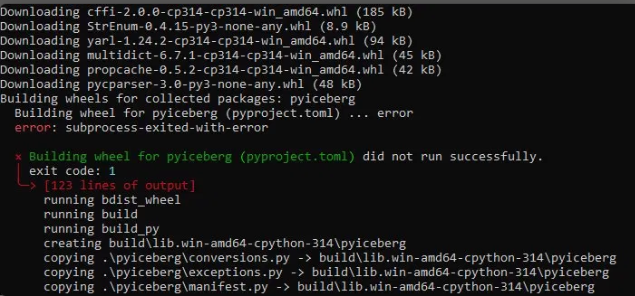 Downloading cffi-2.0.0-cp314-cp314-win_amd64.whl (185 kB)
Downloading StrEnum-0.4.15-py3-none-any.whl (8.9 kB)
Downloading yarl-1.24.2-cp314-cp314-win_amd64.whl (94 kB)
Downloading multidict-6.7.1-cp314-cp314-win_amd64.whl (45 kB)
Downloading propcache-0.5.2-cp314-cp314-win_amd64.whl (42 kB)
Downloading pycparser-3.0-py3-none-any.whl (48 kB)
Building wheels for collected packages: pyiceberg
  Building wheel for pyiceberg (pyproject.toml) ... error
  error: subprocess-exited-with-error

  × Building wheel for pyiceberg (pyproject.toml) did not run successfully.
  │ exit code: 1
  ╰─> [123 lines of output]
      running bdist_wheel
      running build
      running build_py
      creating build\lib.win-amd64-cpython-314\pyiceberg
      copying .\pyiceberg\conversions.py -> build\lib.win-amd64-cpython-314\pyiceberg
      copying .\pyiceberg\exceptions.py -> build\lib.win-amd64-cpython-314\pyiceberg
      copying .\pyiceberg\manifest.py -> build\lib.win-amd64-cpython-314\pyiceberg